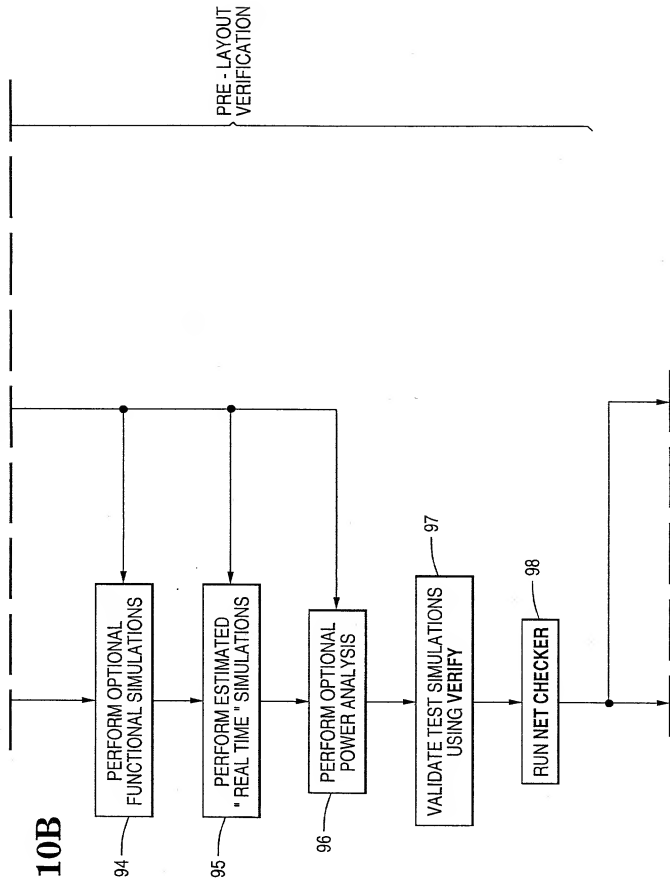 10B
PRE - LAYOUT
VERIFICATION
94
PERFORM OPTIONAL
FUNCTIONAL SIMULATIONS
95
PERFORM ESTIMATED
" REAL TIME " SIMULATIONS
96
PERFORM OPTIONAL
POWER ANALYSIS
97
VALIDATE TEST SIMULATIONS
USING VERIFY
98
RUN NET CHECKER